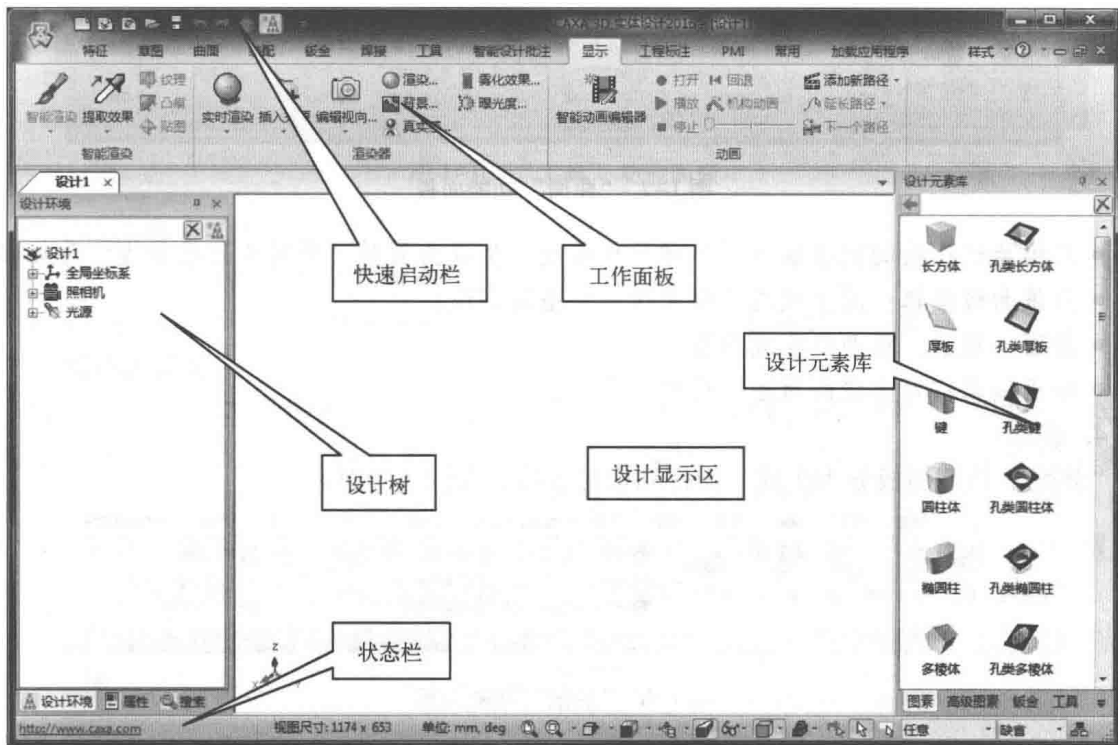 CAXA 3D 实体设计2016 - [设计1]
特征 草图 曲面 装配 钣金 焊接 工具 智能设计批注 显示 工程标注 PMI 常用 加载应用程序 样式
智能渲染 提取效果 纹理 凸幅 贴图
实时渲染 编辑视向... 渲染... 背景... 雾化效果... 曝光度...
智能动画编辑器 打开 回退 播放 机构动画 停止 添加新路径 延长路径 下一个路径
智能渲染 渲染器 动画
设计1
设计环境
设计1
全局坐标系
照相机
光源
快速启动栏
工作面板
设计元素库
设计树
设计显示区
状态栏
Z
X
设计元素库
长方体 孔类长方体
厚板 孔类厚板
键 孔类键
圆柱体 孔类圆柱体
椭圆柱 孔类椭圆柱
多棱体 孔类多棱体
设计环境 属性 搜索
图素 高级图素 钣金 工具
http://www.caxa.com 视图尺寸: 1174 x 653 单位: mm, deg 任意 缺省